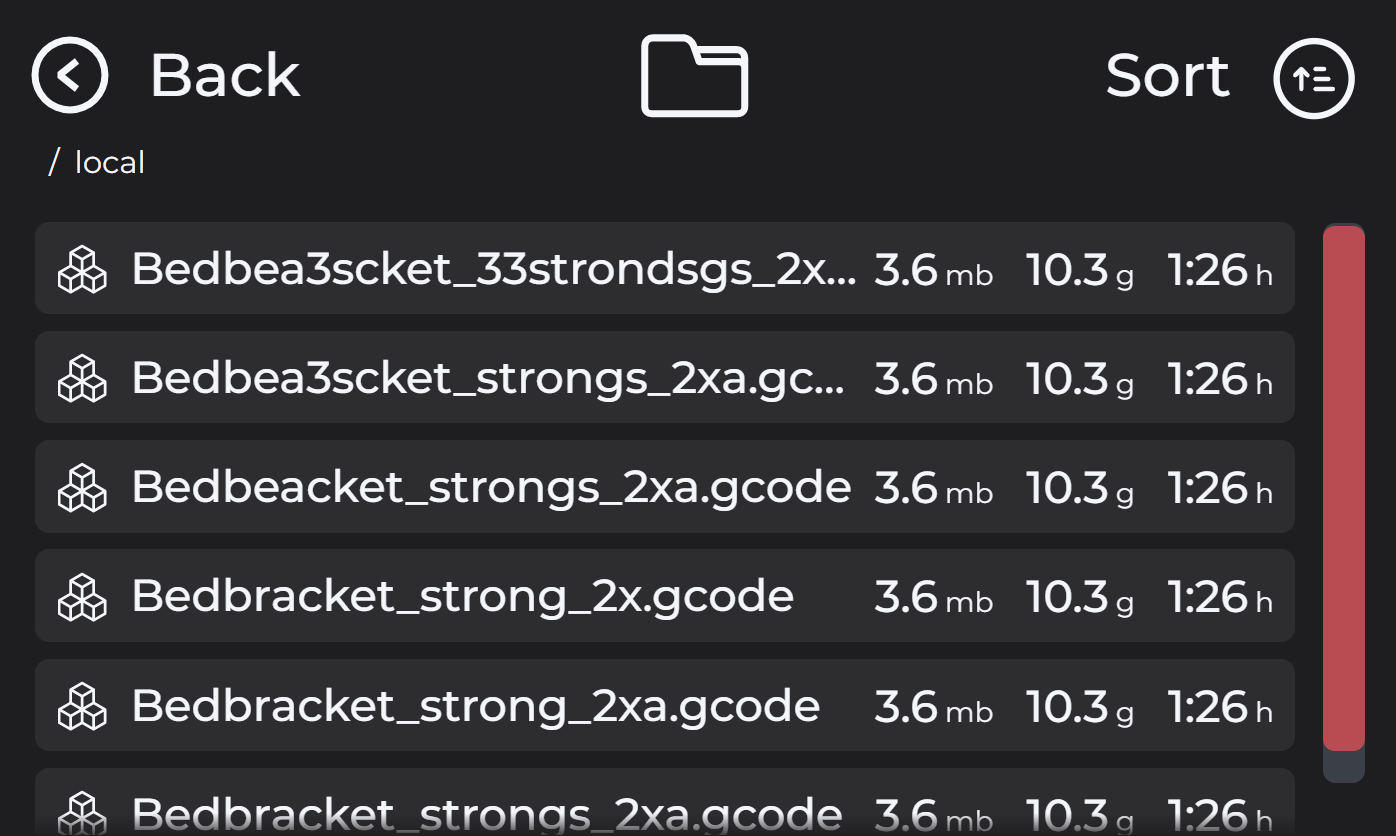 Back Sort
/ local
Bedbea3scket_33strondsgs_2x... 3.6 mb 10.3 g 1:26 h
Bedbea3scket_strongs_2xa.gc... 3.6 mb 10.3 g 1:26 h
Bedbeacket_strongs_2xa.gcode 3.6 mb 10.3 g 1:26 h
Bedbracket_strong_2x.gcode 3.6 mb 10.3 g 1:26 h
Bedbracket_strong_2xa.gcode 3.6 mb 10.3 g 1:26 h
Bedbracket_strongs_2xa.gcode 3.6 mb 10.3 g 1:26 h